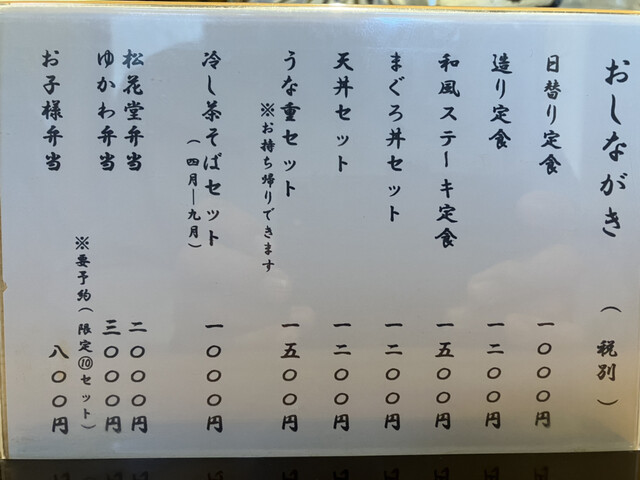 おしながき （税別）
日替り定食 一〇〇〇円
造り定食 一二〇〇円
和風ステーキ定食 一五〇〇円
まぐろ丼セット 一二〇〇円
天丼セット 一二〇〇円
うな重セット 一五〇〇円
※お持ち帰りできます
冷し茶そばセット 一〇〇〇円
（四月―九月）
松花堂弁当 二〇〇〇円
ゆかわ弁当 三〇〇〇円
※要予約（限定⑩セット）
お子様弁当 八〇〇円